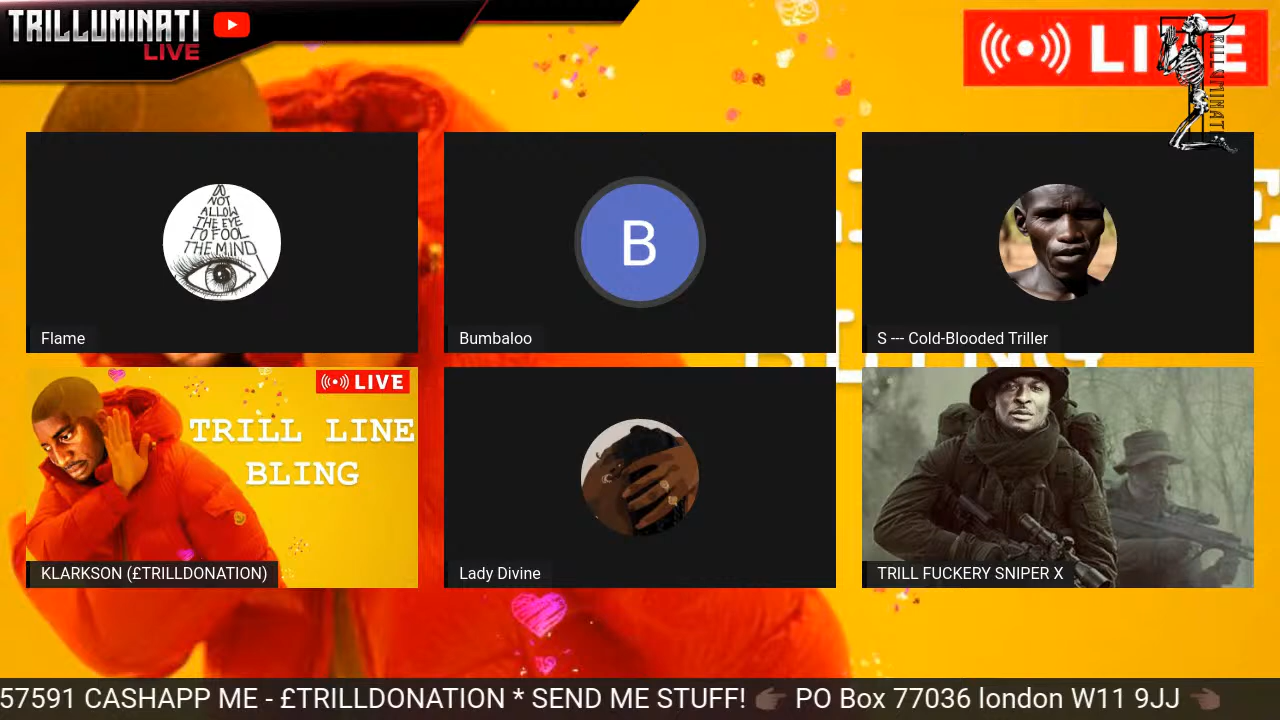 TRILLUMINATI
LIVE
LIVE
TRILLUMINATI
DO
NOT
ALLOW
THE EYE
TO FOOL
THE MIND
Flame
B
Bumbaloo
S --- Cold-Blooded Triller
LIVE
TRILL LINE
BLING
KLARKSON (£TRILLDONATION)
Lady Divine
TRILL FUCKERY SNIPER X
57591 CASHAPP ME - £TRILLDONATION * SEND ME STUFF! PO Box 77036 london W11 9JJ